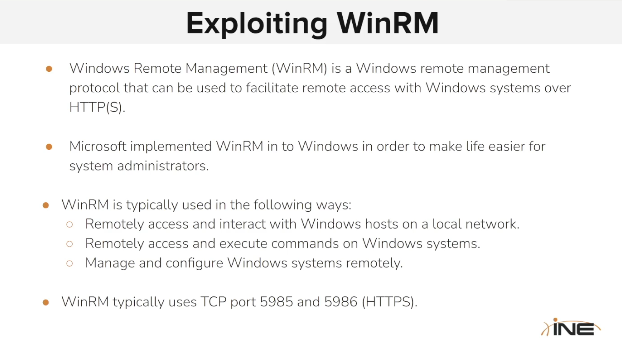 Exploiting WinRM
● Windows Remote Management (WinRM) is a Windows remote management
protocol that can be used to facilitate remote access with Windows systems over
HTTP(S).
● Microsoft implemented WinRM in to Windows in order to make life easier for
system administrators.
● WinRM is typically used in the following ways:
○ Remotely access and interact with Windows hosts on a local network.
○ Remotely access and execute commands on Windows systems.
○ Manage and configure Windows systems remotely.
● WinRM typically uses TCP port 5985 and 5986 (HTTPS).
INE